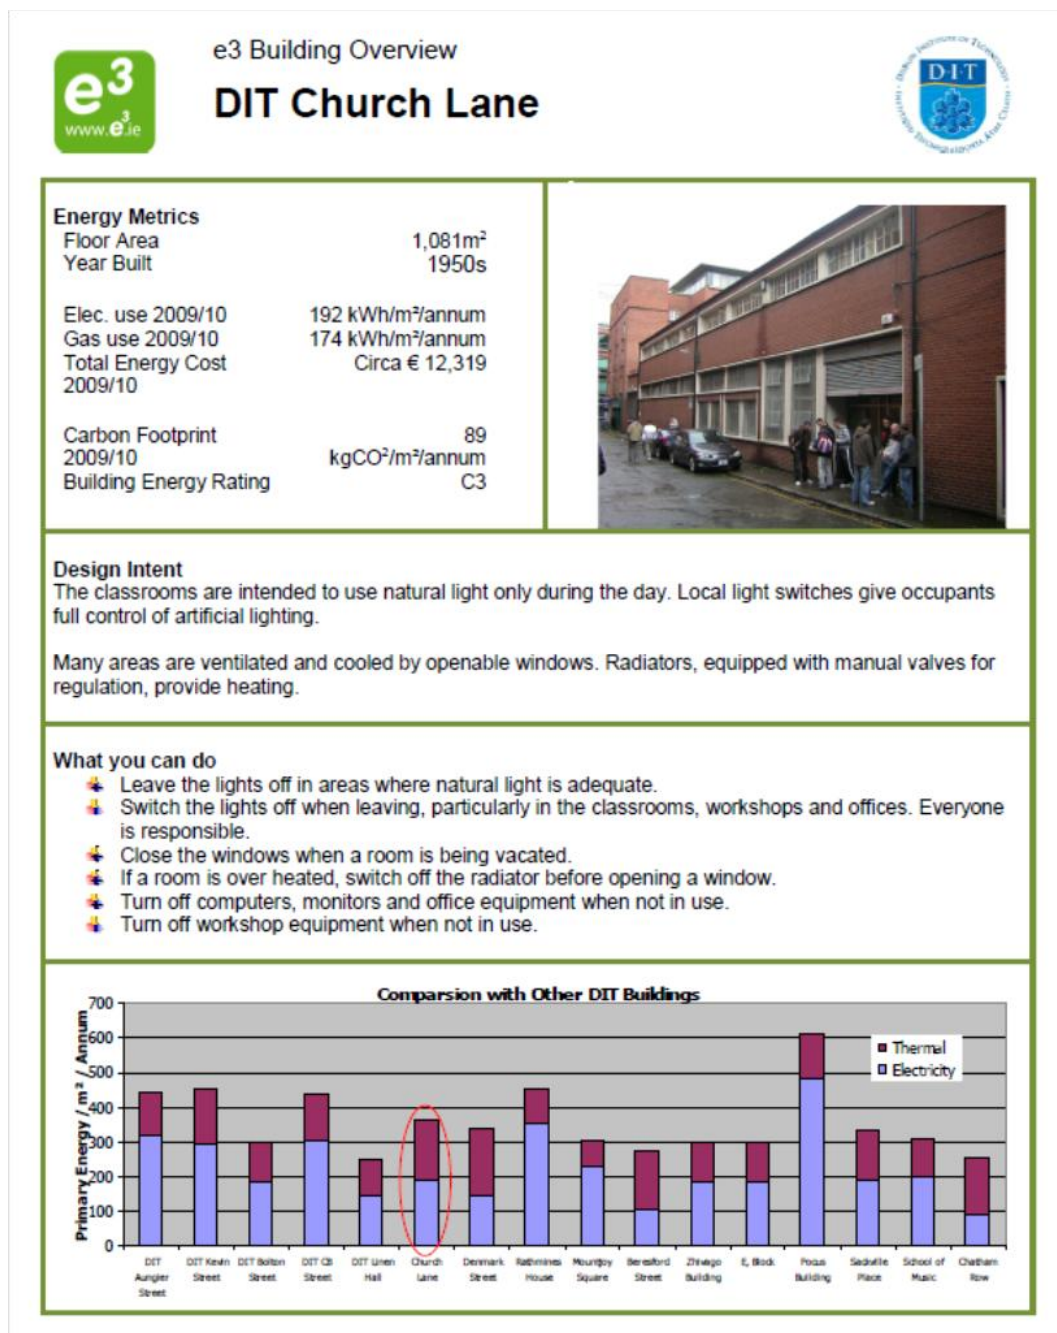 e3 Building Overview
DIT Church Lane
e³
www.e³.ie
D·I·T
Energy Metrics
Floor Area 1,081m²
Year Built 1950s
Elec. use 2009/10 192 kWh/m²/annum
Gas use 2009/10 174 kWh/m²/annum
Total Energy Cost Circa € 12,319
2009/10
Carbon Footprint 89
2009/10 kgCO²/m²/annum
Building Energy Rating C3
Design Intent
The classrooms are intended to use natural light only during the day. Local light switches give occupants
full control of artificial lighting.
Many areas are ventilated and cooled by openable windows. Radiators, equipped with manual valves for
regulation, provide heating.
What you can do
Leave the lights off in areas where natural light is adequate.
Switch the lights off when leaving, particularly in the classrooms, workshops and offices. Everyone
is responsible.
Close the windows when a room is being vacated.
If a room is over heated, switch off the radiator before opening a window.
Turn off computers, monitors and office equipment when not in use.
Turn off workshop equipment when not in use.
Comparsion with Other DIT Buildings
Primary Energy / m² / Annum
700
600
500
400
300
200
100
0
Thermal
Electricity
DIT Aungier Street
DIT Kevin Street
DIT Bolton Street
DIT CB Street
DIT Linen Hall
Church Lane
Denmark Street
Rathmines House
Mountjoy Square
Beresford Street
Zhivago Building
E, Block
Focus Building
Sackville Place
School of Music
Chatham Row